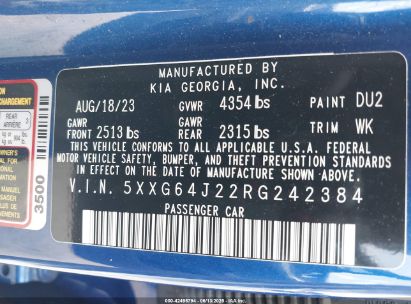 MANUFACTURED BY
KIA GEORGIA, INC.
AUG/18/23 GVWR 4354 lbs PAINT DU2
GAWR GAWR
FRONT 2513 lbs REAR 2315 lbs TRIM WK
THIS VEHICLE CONFORMS TO ALL APPLICABLE U.S.A. FEDERAL
MOTOR VEHICLE SAFETY, BUMPER, AND THEFT PREVENTION STANDARDS
IN EFFECT ON THE DATE OF MANUFACTURE SHOWN ABOVE.
V.I.N. 5XXG64J22RG242384
PASSENGER CAR
REAR
ARRIERE
3500